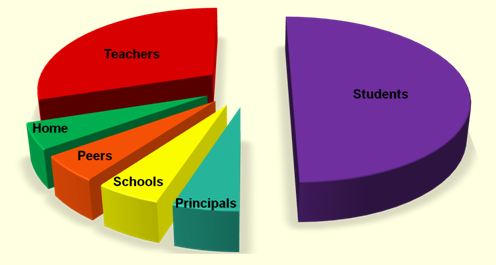 Teachers
Students
Home
Peers
Schools
Principals